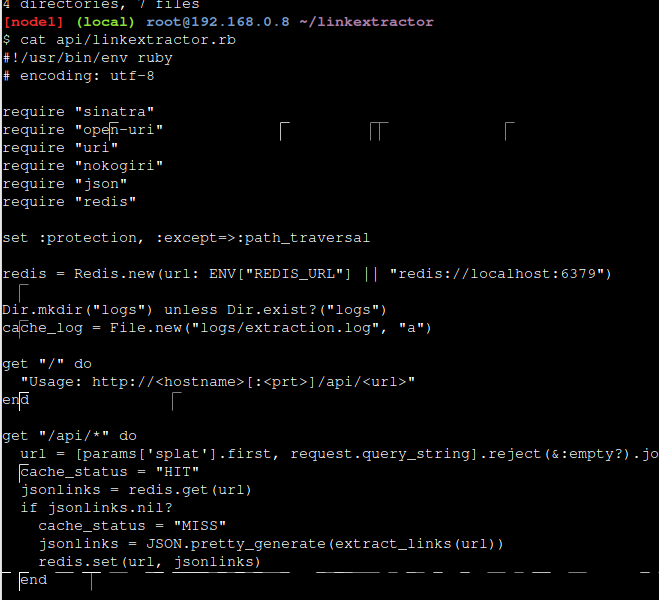 4 directories, 7 files
[node1] (local) root@192.168.0.8 ~/linkextractor
$ cat api/linkextractor.rb
#!/usr/bin/env ruby
# encoding: utf-8
require "sinatra"
require "open-uri"
require "uri"
require "nokogiri"
require "json"
require "redis"
set :protection, :except=>:path_traversal
redis = Redis.new(url: ENV["REDIS_URL"] || "redis://localhost:6379")
Dir.mkdir("logs") unless Dir.exist?("logs")
cache_log = File.new("logs/extraction.log", "a")
get "/" do
  "Usage: http://<hostname>[:<prt>]/api/<url>"
end
get "/api/*" do
  url = [params['splat'].first, request.query_string].reject(&:empty?).jo
  cache_status = "HIT"
  jsonlinks = redis.get(url)
  if jsonlinks.nil?
    cache_status = "MISS"
    jsonlinks = JSON.pretty_generate(extract_links(url))
    redis.set(url, jsonlinks)
  end